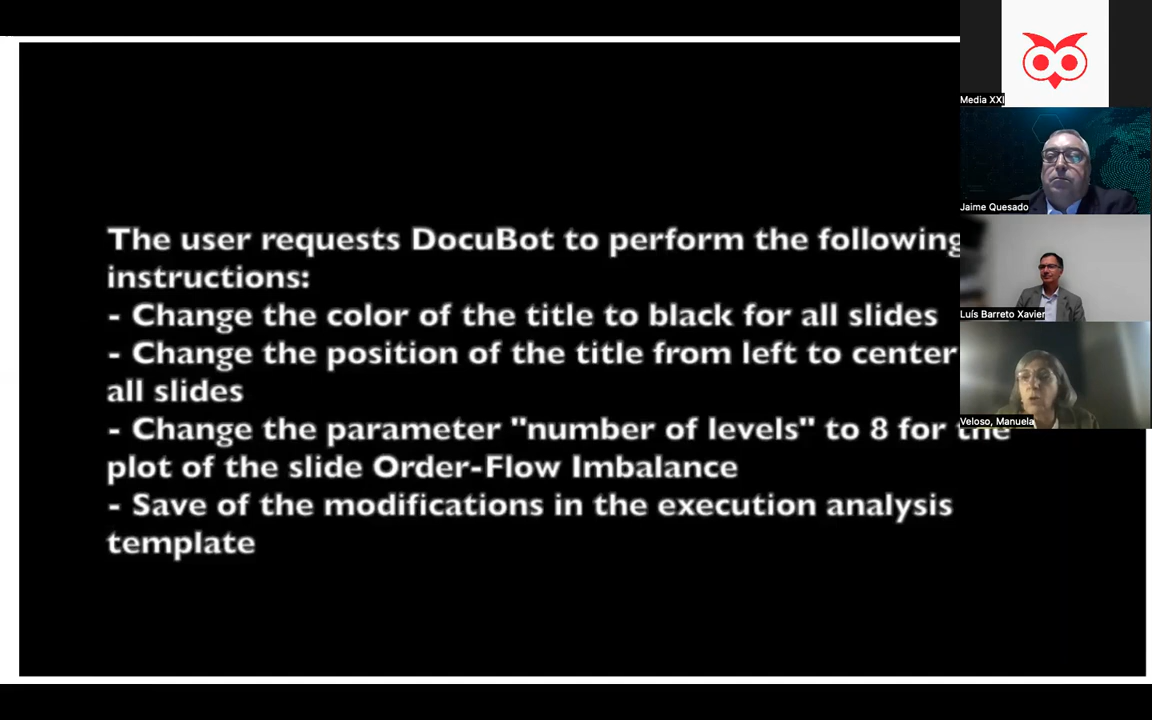 The user requests DocuBot to perform the following
instructions:
- Change the color of the title to black for all slides
- Change the position of the title from left to center
all slides
- Change the parameter "number of levels" to 8 for the
plot of the slide Order-Flow Imbalance
- Save of the modifications in the execution analysis
template
Media XXI
Jaime Quesado
Luís Barreto Xavier
Veloso, Manuela